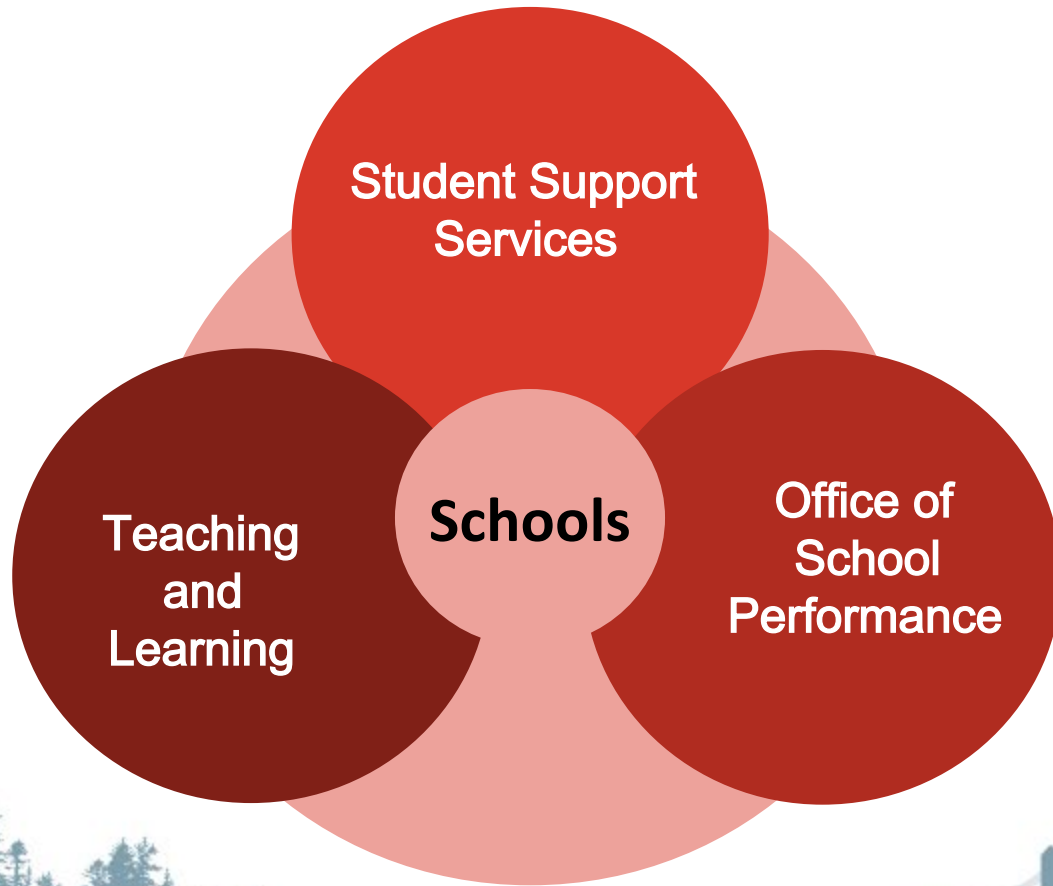 Student Support
Services
Schools
Teaching
and
Learning
Office of
School
Performance